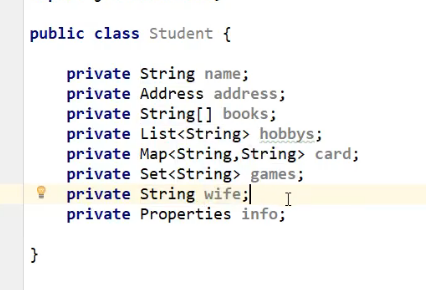 public class Student {
private String name;
private Address address;
private String[] books;
private List<String> hobbys;
private Map<String,String> card;
private Set<String> games;
private String wife;
private Properties info;
}